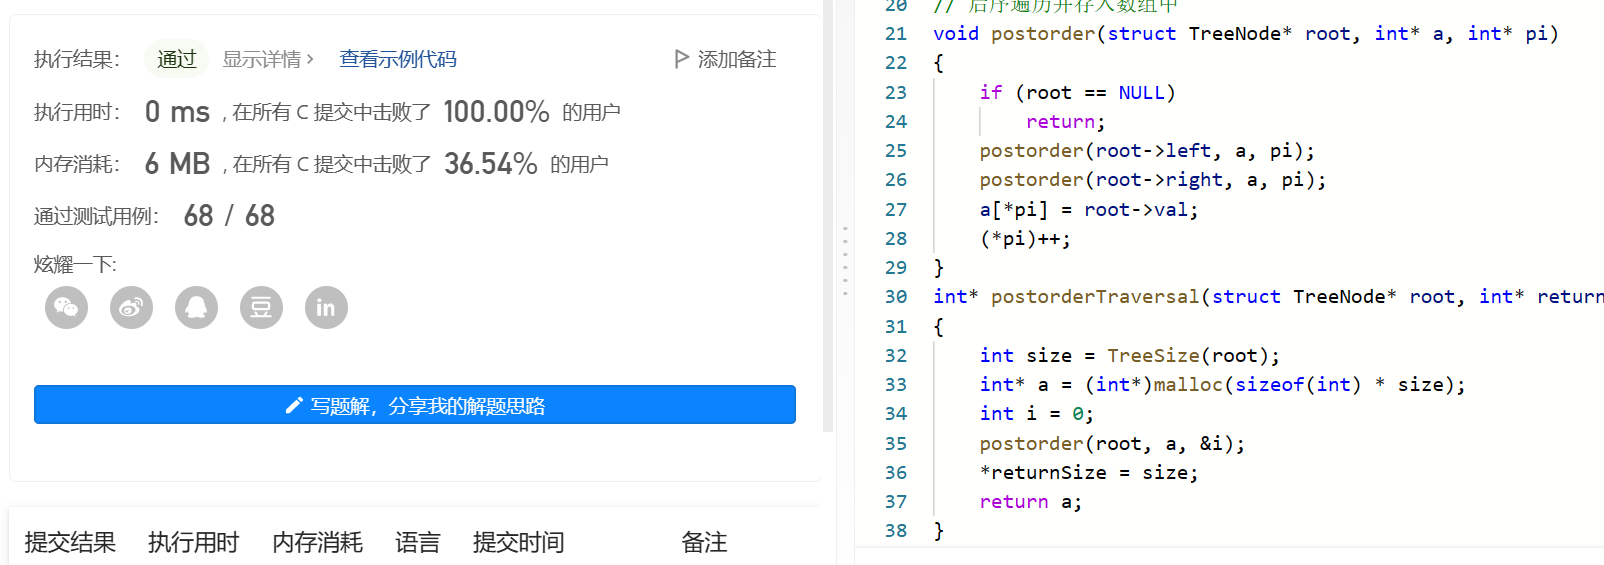 执行结果： 通过 显示详情 > 查看示例代码 添加备注
执行用时： 0 ms , 在所有 C 提交中击败了 100.00% 的用户
内存消耗： 6 MB , 在所有 C 提交中击败了 36.54% 的用户
通过测试用例： 68 / 68
炫耀一下:
豆
in
写题解，分享我的解题思路
提交结果 执行用时 内存消耗 语言 提交时间 备注
20 // 后序遍历并存入数组中
21 void postorder(struct TreeNode* root, int* a, int* pi)
22 {
23 if (root == NULL)
24 return;
25 postorder(root->left, a, pi);
26 postorder(root->right, a, pi);
27 a[*pi] = root->val;
28 (*pi)++;
29 }
30 int* postorderTraversal(struct TreeNode* root, int* return
31 {
32 int size = TreeSize(root);
33 int* a = (int*)malloc(sizeof(int) * size);
34 int i = 0;
35 postorder(root, a, &i);
36 *returnSize = size;
37 return a;
38 }